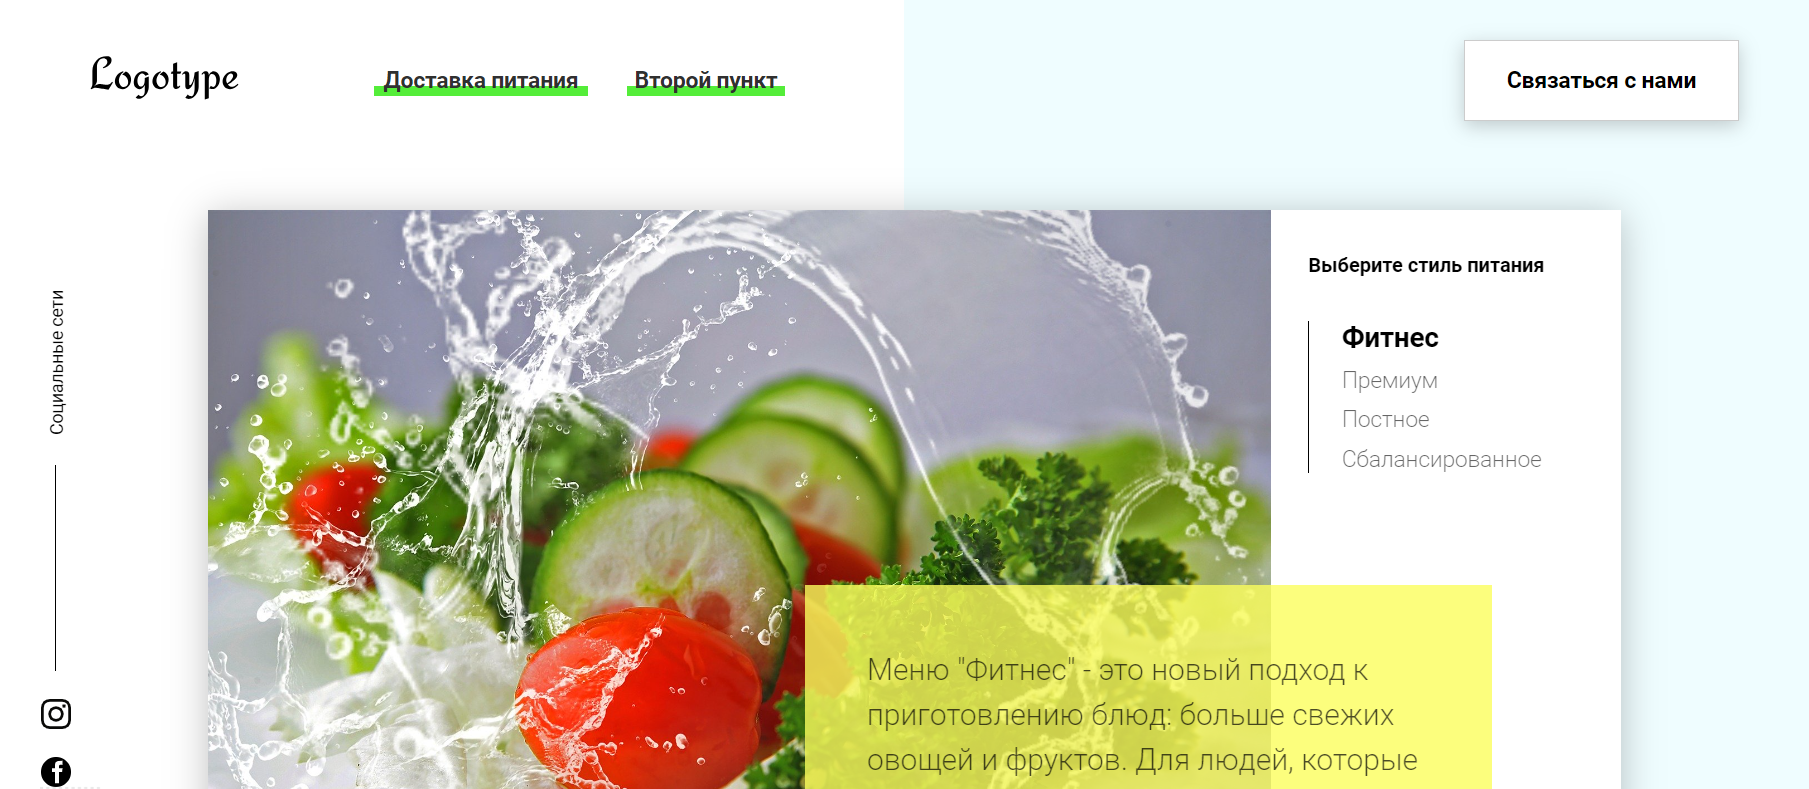 Logotype
Доставка питания
Второй пункт
Связаться с нами
Социальные сети
Выберите стиль питания
Фитнес
Премиум
Постное
Сбалансированное
Меню "Фитнес" - это новый подход к
приготовлению блюд: больше свежих
овощей и фруктов. Для людей, которые